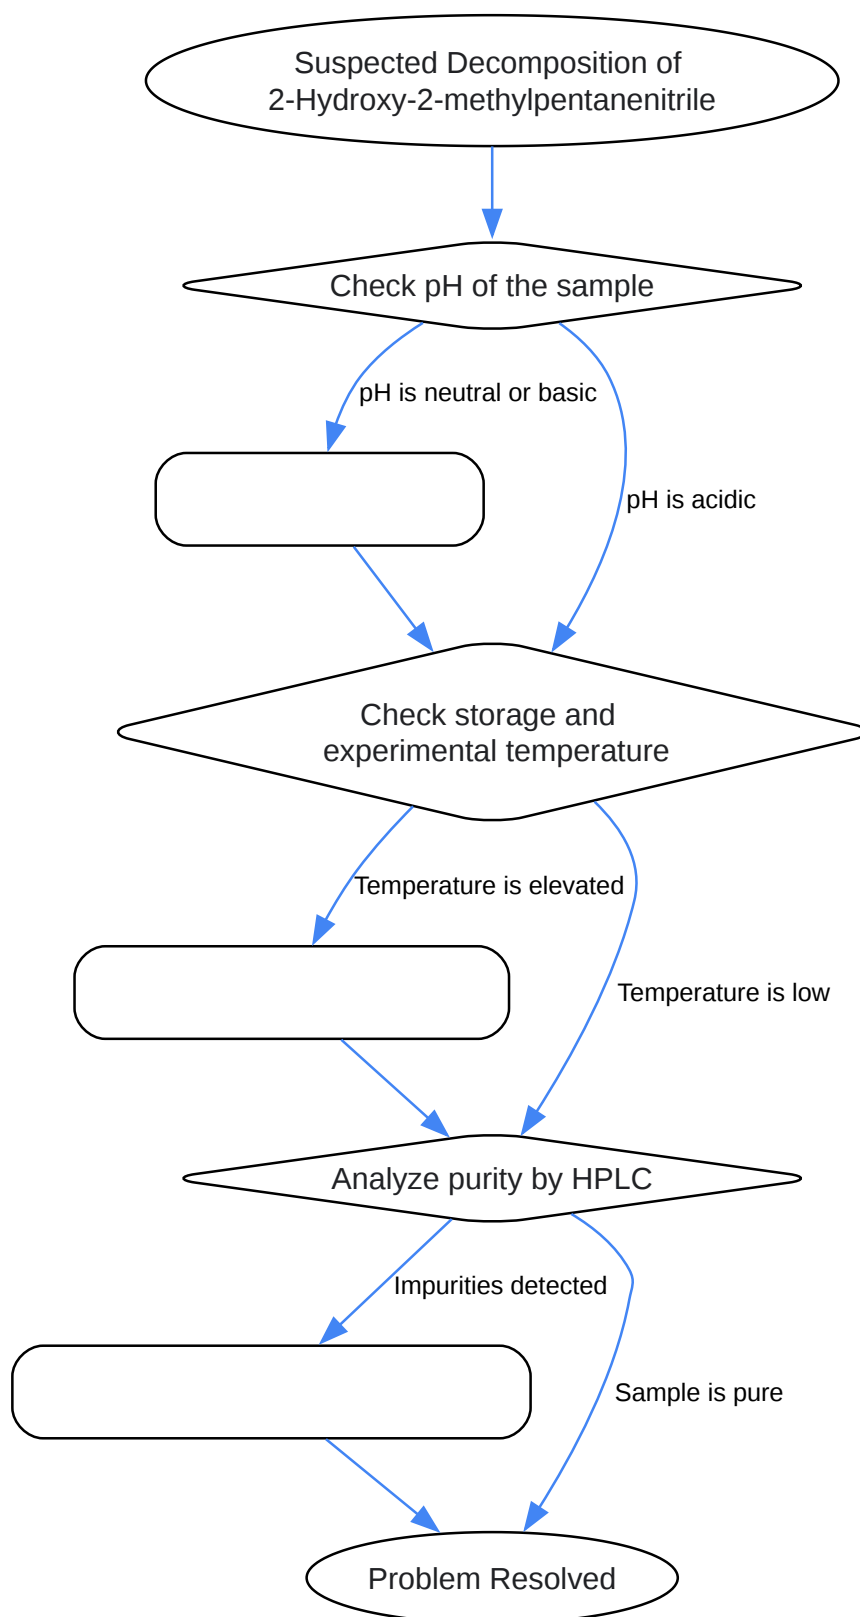 Suspected Decomposition of
2-Hydroxy-2-methylpentanenitrile
Check pH of the sample
pH is neutral or basic
pH is acidic
Check storage and
experimental temperature
Temperature is elevated
Temperature is low
Analyze purity by HPLC
Impurities detected
Sample is pure
Problem Resolved